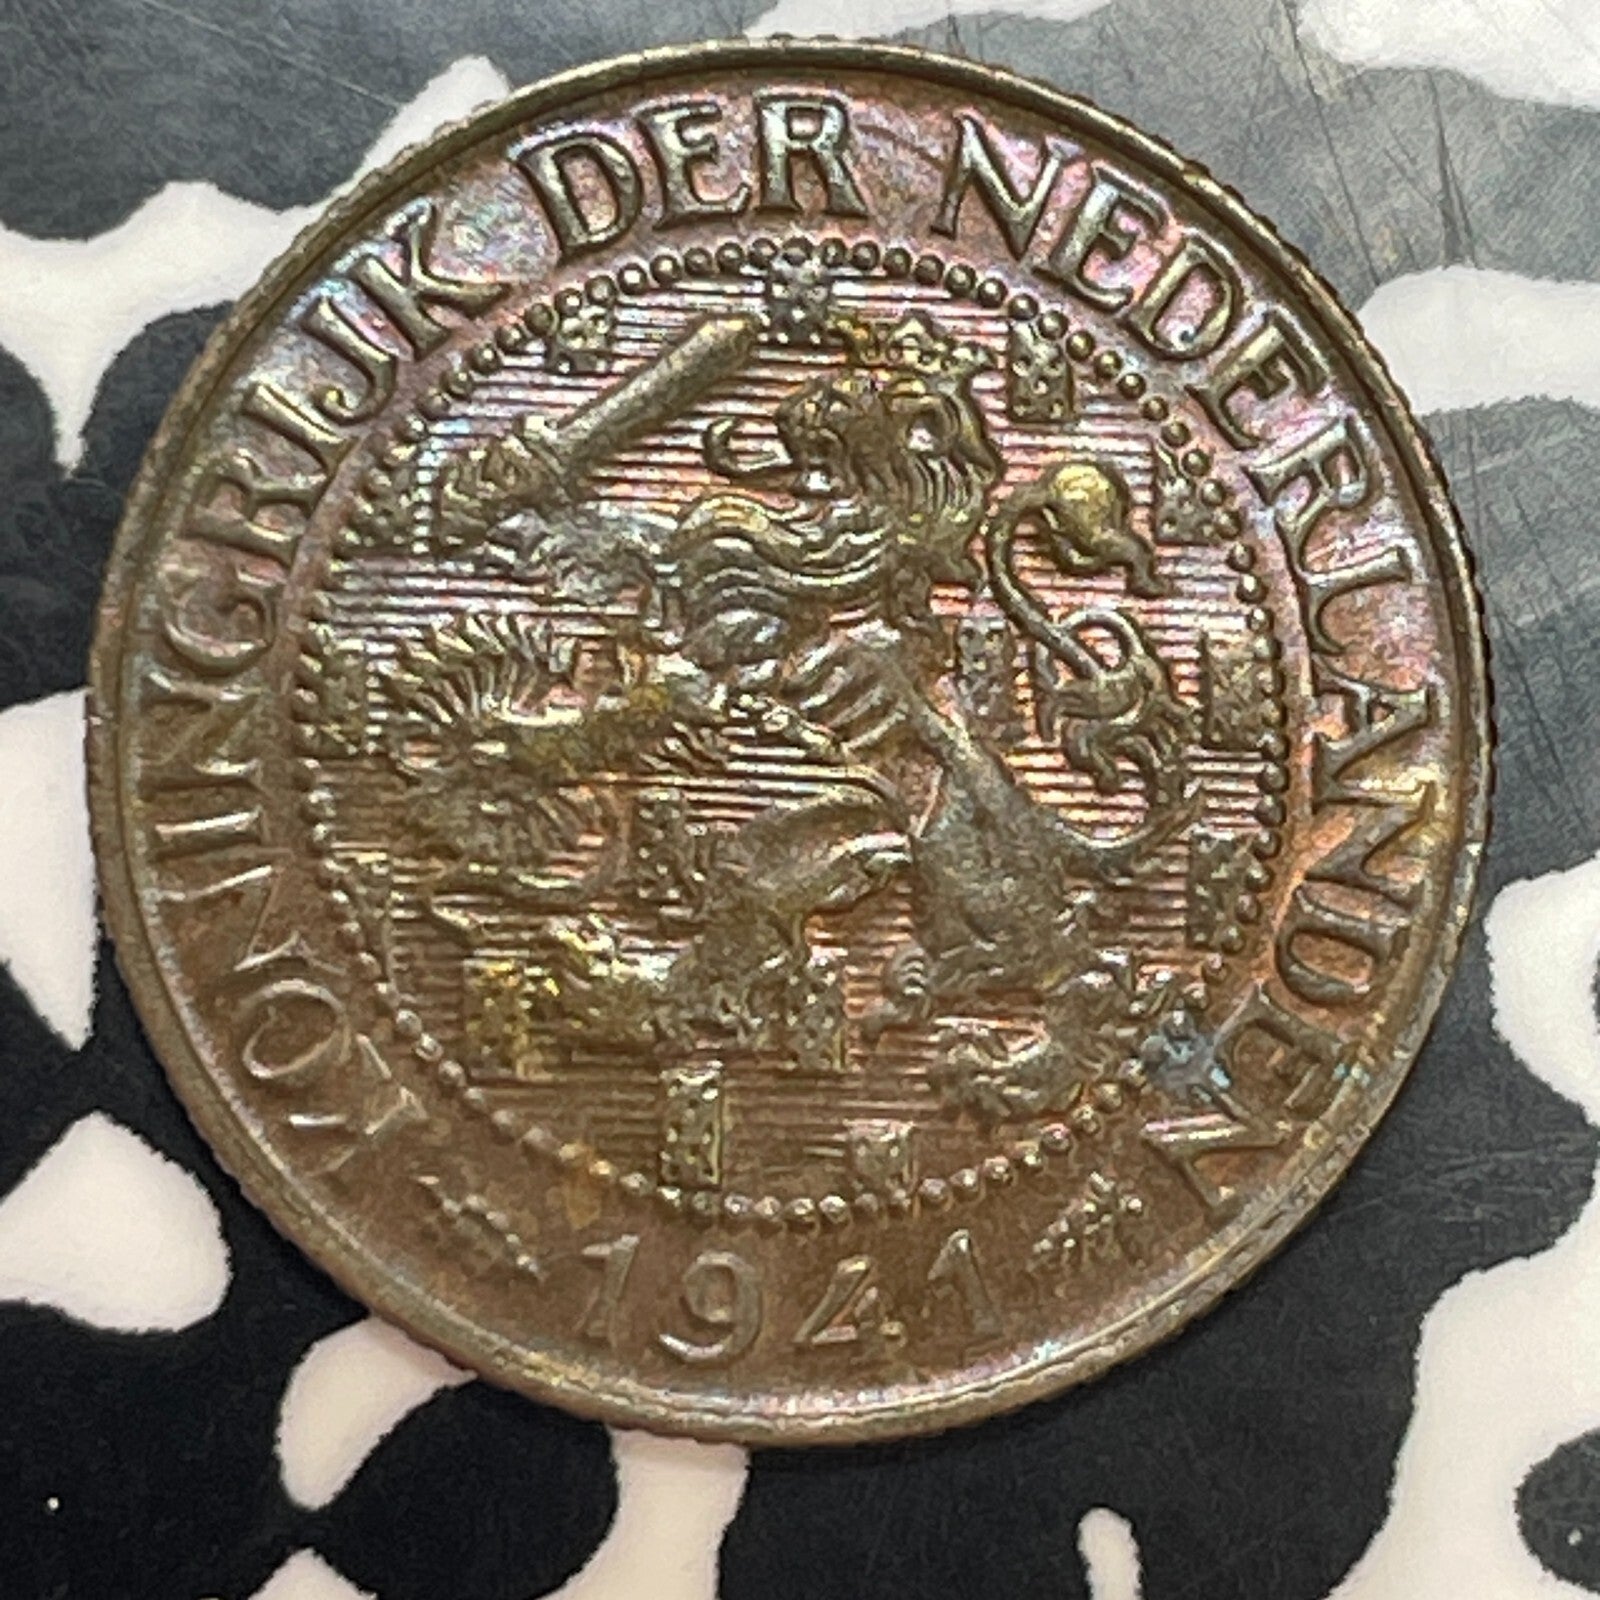 KONINGRIJK DER NEDERLANDEN
1941